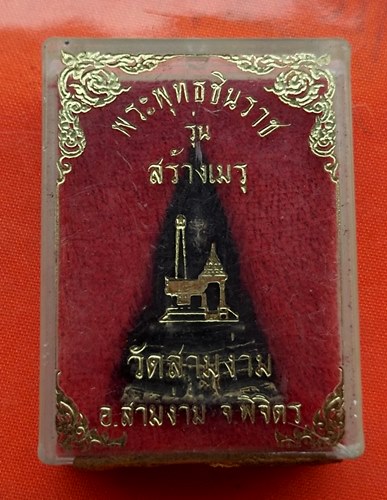 พระพุทธชินราช
รุ่น
สร้างเมรุ
วัดสามงาม
อ.สามง่าม จ.พิจิตร